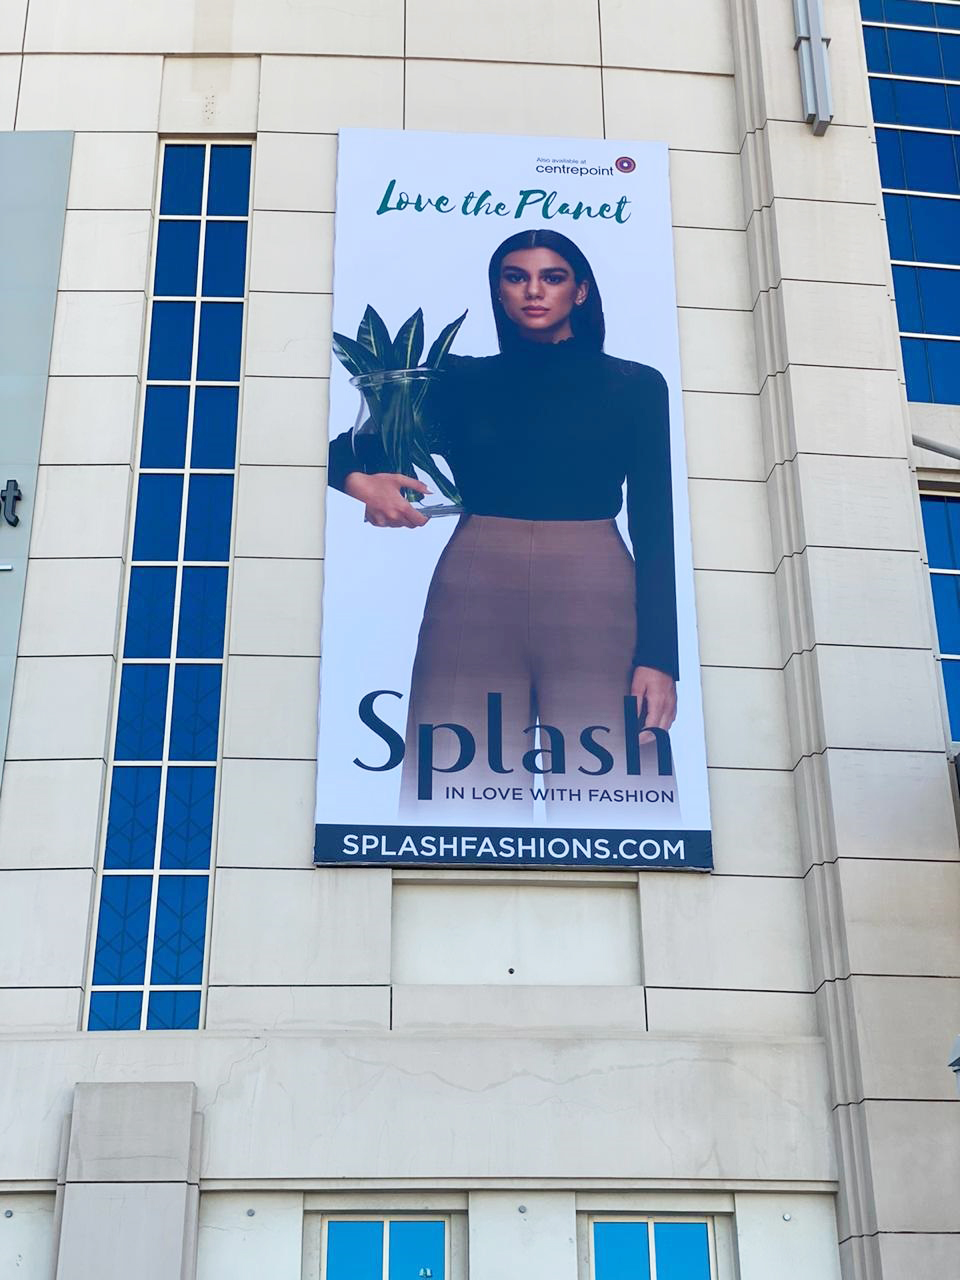 Also available at
centrepoint
Love the Planet
Splash
IN LOVE WITH FASHION
SPLASHFASHIONS.COM
t